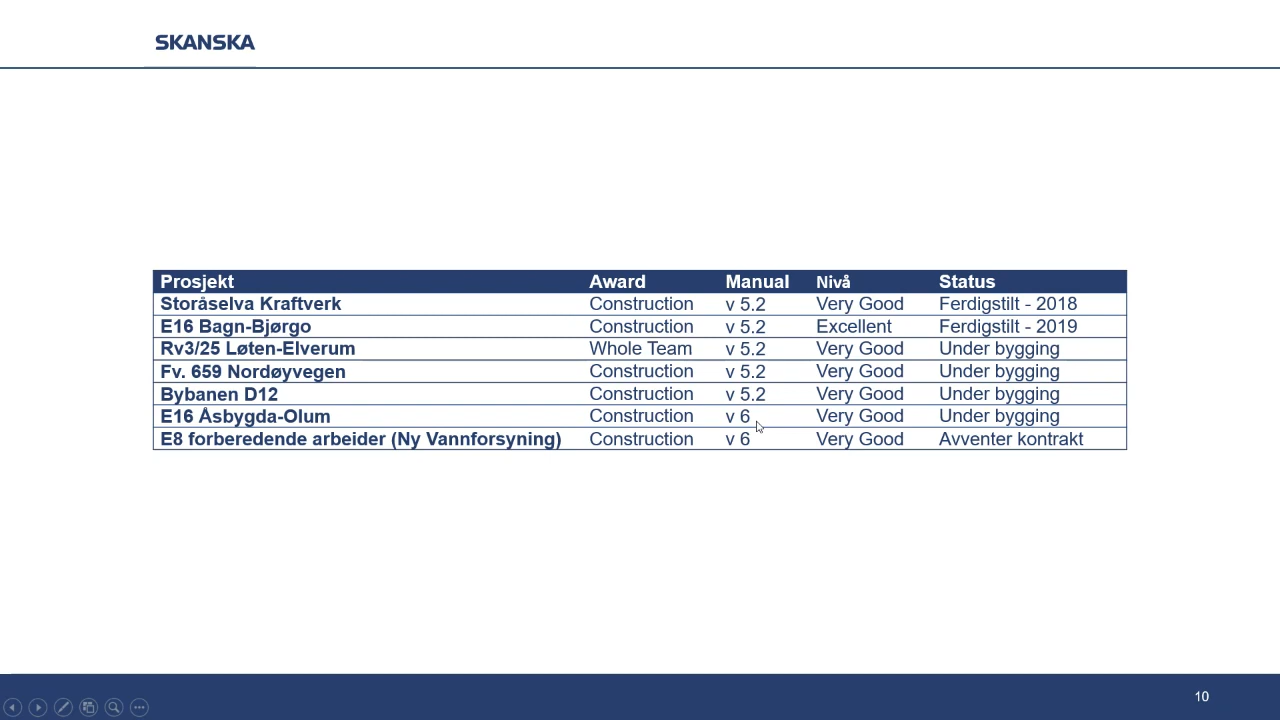 SKANSKA
Prosjekt Award Manual Nivå Status
Storåselva Kraftverk Construction v 5.2 Very Good Ferdigstilt - 2018
E16 Bagn-Bjørgo Construction v 5.2 Excellent Ferdigstilt - 2019
Rv3/25 Løten-Elverum Whole Team v 5.2 Very Good Under bygging
Fv. 659 Nordøyvegen Construction v 5.2 Very Good Under bygging
Bybanen D12 Construction v 5.2 Very Good Under bygging
E16 Åsbygda-Olum Construction v 6 Very Good Under bygging
E8 forberedende arbeider (Ny Vannforsyning) Construction v 6 Very Good Avventer kontrakt
10